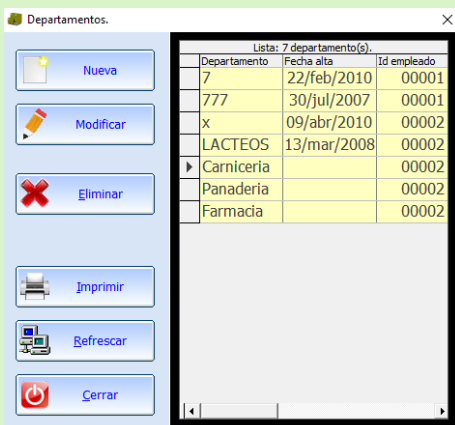 Departamentos.
Nueva
Modificar
Eliminar
Imprimir
Refrescar
Cerrar
Lista: 7 departamento(s).
Departamento Fecha alta Id empleado
7 22/feb/2010 00001
777 30/jul/2007 00001
x 09/abr/2010 00002
LACTEOS 13/mar/2008 00002
Carniceria 00002
Panaderia 00002
Farmacia 00002